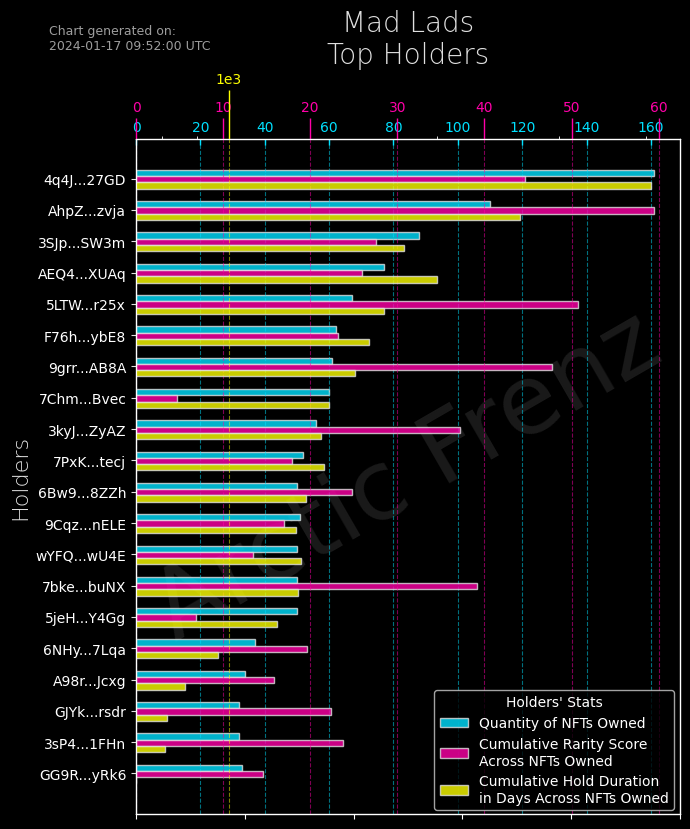 Mad Lads
Top Holders
Chart generated on:
2024-01-17 09:52:00 UTC
1e3
0 10 20 30 40 50 60
0 20 40 60 80 100 120 140 160
Holders
4q4J...27GD
AhpZ...zvja
3SJp...SW3m
AEQ4...XUAq
5LTW...r25x
F76h...ybE8
9grr...AB8A
7Chm...Bvec
3kyJ...ZyAZ
7PxK...tecj
6Bw9...8ZZh
9Cqz...nELE
wYFQ...wU4E
7bke...buNX
5jeH...Y4Gg
6NHy...7Lqa
A98r...Jcxg
GJYk...rsdr
3sP4...1FHn
GG9R...yRk6
Arctic Frenz
Holders' Stats
Quantity of NFTs Owned
Cumulative Rarity Score
Across NFTs Owned
Cumulative Hold Duration
in Days Across NFTs Owned